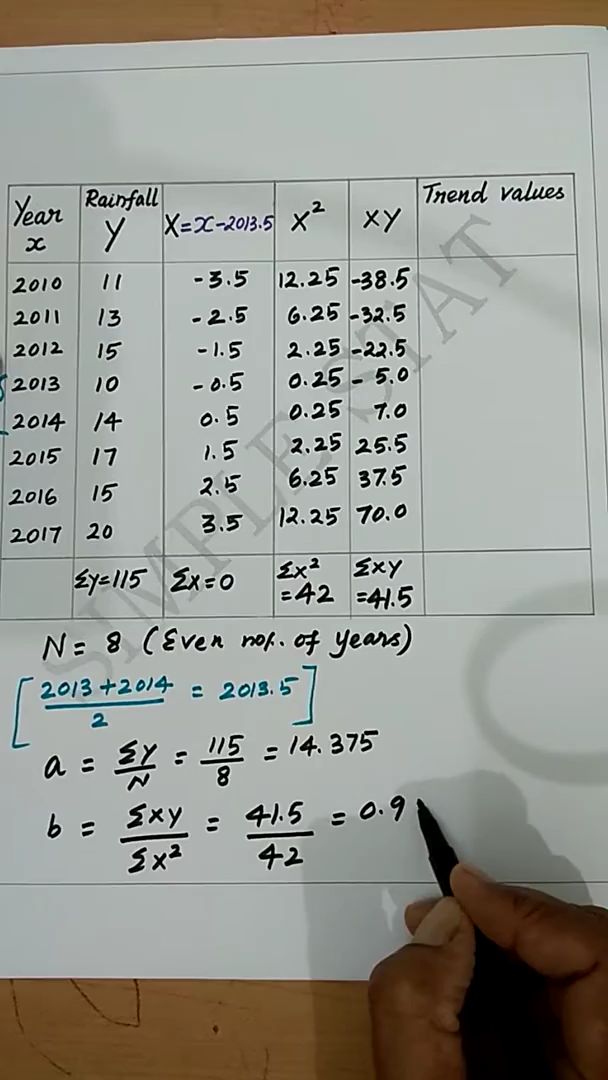 Year x Rainfall Y X=x-2013.5 X² XY Trend values
2010 11 -3.5 12.25 -38.5
2011 13 -2.5 6.25 -32.5
2012 15 -1.5 2.25 -22.5
2013 10 -0.5 0.25 -5.0
2014 14 0.5 0.25 7.0
2015 17 1.5 2.25 25.5
2016 15 2.5 6.25 37.5
2017 20 3.5 12.25 70.0
Σy=115 Σx=0 Σx²=42 Σxy=41.5
N = 8 (Even no. of years)
[2013+2014/2 = 2013.5]
a = ΣY/N = 115/8 = 14.375
b = Σxy/Σx² = 41.5/42 = 0.9
SIMPLE STAT